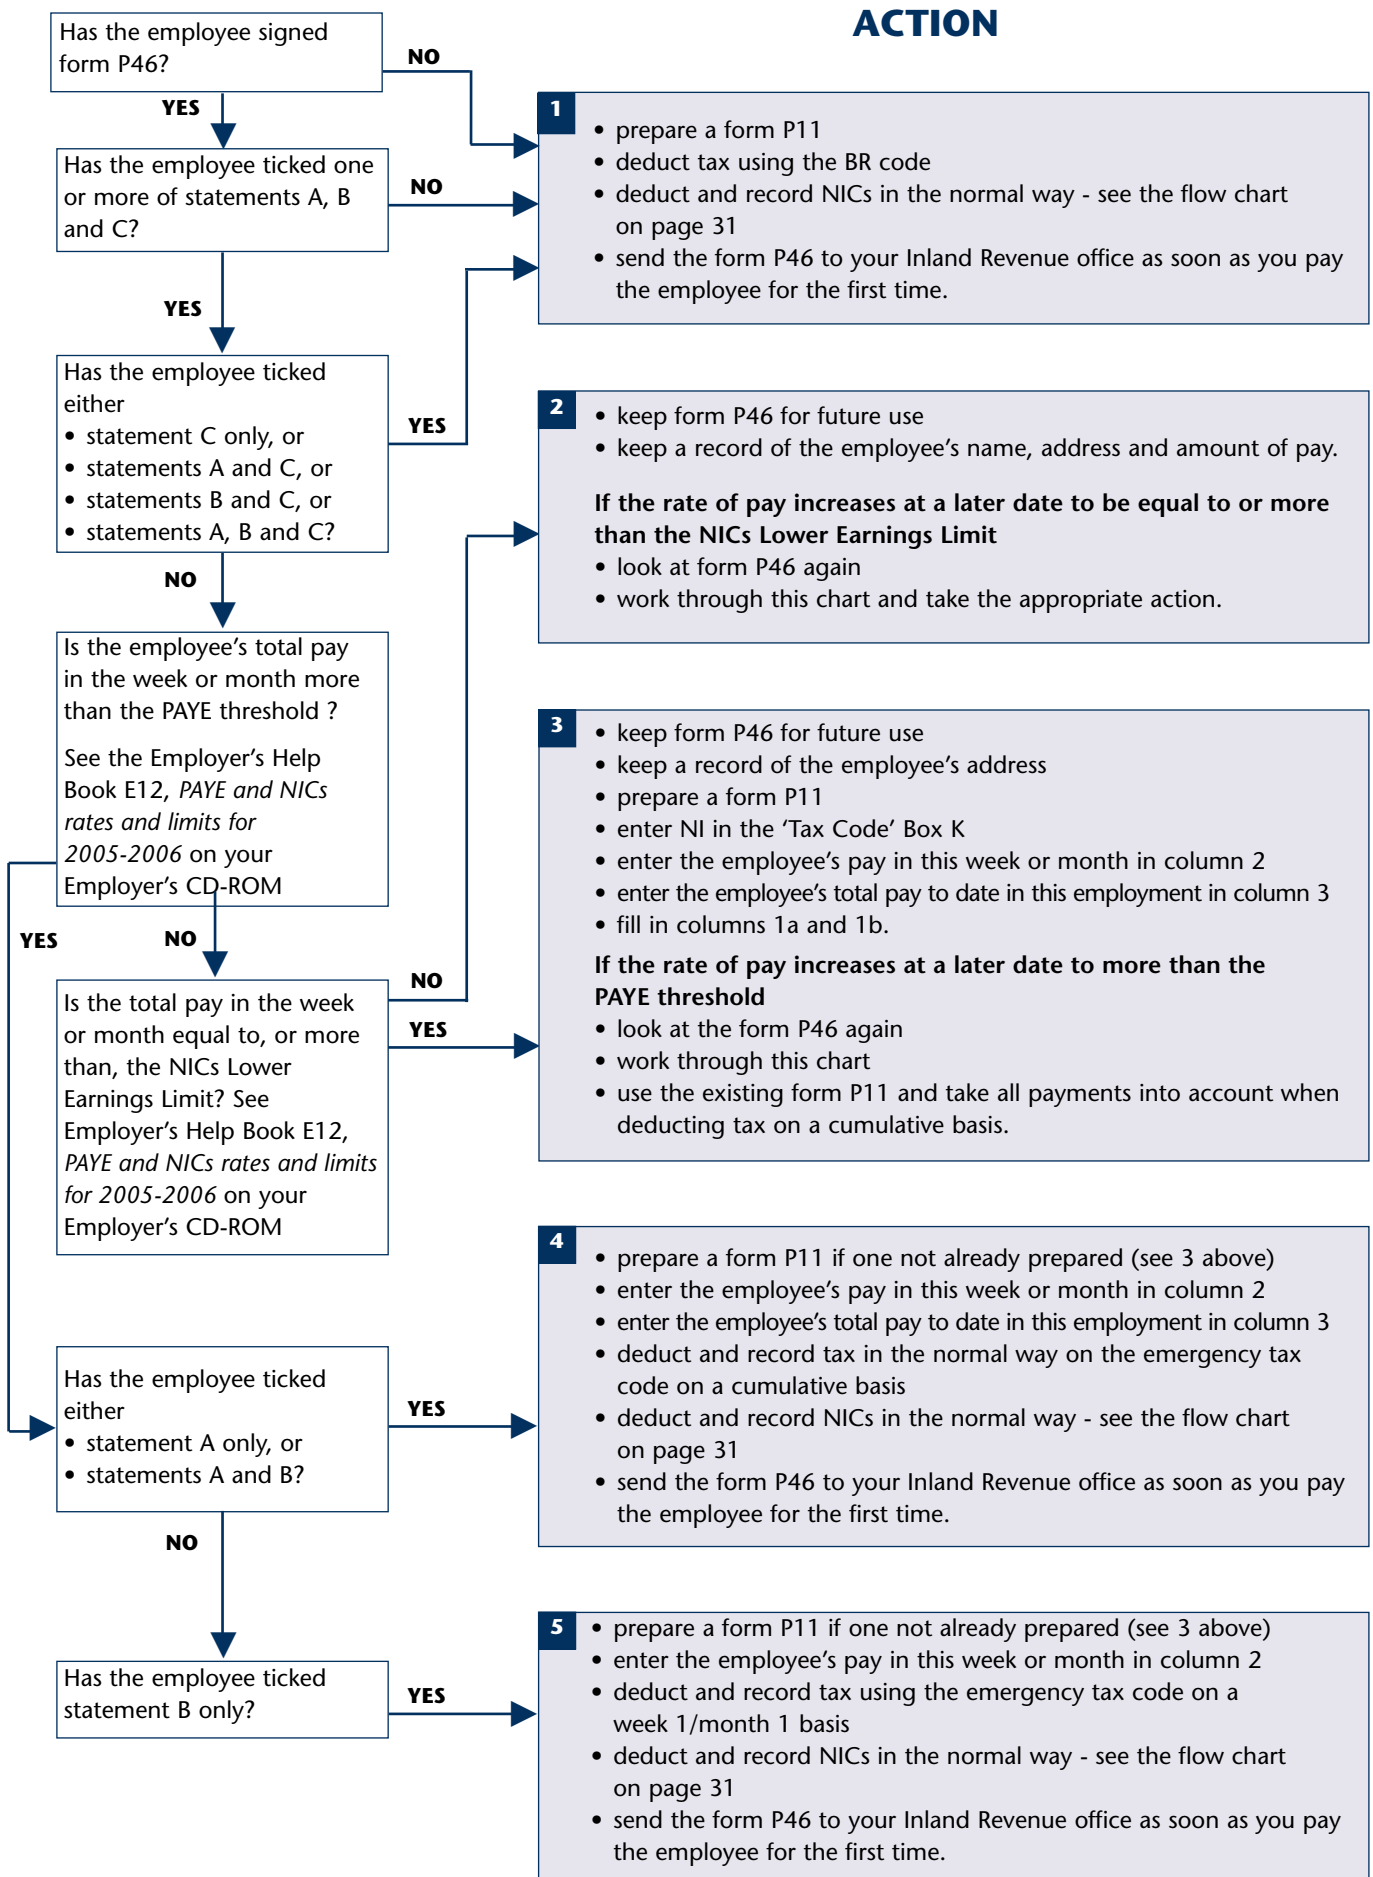 ACTION
Has the employee signed
form P46?
NO
YES
1
• prepare a form P11
• deduct tax using the BR code
• deduct and record NICs in the normal way - see the flow chart
on page 31
• send the form P46 to your Inland Revenue office as soon as you pay
the employee for the first time.
Has the employee ticked one
or more of statements A, B
and C?
NO
YES
Has the employee ticked
either
• statement C only, or
• statements A and C, or
• statements B and C, or
• statements A, B and C?
YES
NO
2
• keep form P46 for future use
• keep a record of the employee’s name, address and amount of pay.
If the rate of pay increases at a later date to be equal to or more
than the NICs Lower Earnings Limit
• look at form P46 again
• work through this chart and take the appropriate action.
Is the employee’s total pay
in the week or month more
than the PAYE threshold ?
See the Employer’s Help
Book E12, PAYE and NICs
rates and limits for
2005-2006 on your
Employer’s CD-ROM
YES
NO
3
• keep form P46 for future use
• keep a record of the employee’s address
• prepare a form P11
• enter NI in the ‘Tax Code’ Box K
• enter the employee’s pay in this week or month in column 2
• enter the employee’s total pay to date in this employment in column 3
• fill in columns 1a and 1b.
If the rate of pay increases at a later date to more than the
PAYE threshold
• look at the form P46 again
• work through this chart
• use the existing form P11 and take all payments into account when
deducting tax on a cumulative basis.
Is the total pay in the week
or month equal to, or more
than, the NICs Lower
Earnings Limit? See
Employer’s Help Book E12,
PAYE and NICs rates and limits
for 2005-2006 on your
Employer’s CD-ROM
NO
YES
4
• prepare a form P11 if one not already prepared (see 3 above)
• enter the employee’s pay in this week or month in column 2
• enter the employee’s total pay to date in this employment in column 3
• deduct and record tax in the normal way on the emergency tax
code on a cumulative basis
• deduct and record NICs in the normal way - see the flow chart
on page 31
• send the form P46 to your Inland Revenue office as soon as you pay
the employee for the first time.
Has the employee ticked
either
• statement A only, or
• statements A and B?
YES
NO
5
• prepare a form P11 if one not already prepared (see 3 above)
• enter the employee’s pay in this week or month in column 2
• deduct and record tax using the emergency tax code on a
week 1/month 1 basis
• deduct and record NICs in the normal way - see the flow chart
on page 31
• send the form P46 to your Inland Revenue office as soon as you pay
the employee for the first time.
Has the employee ticked
statement B only?
YES